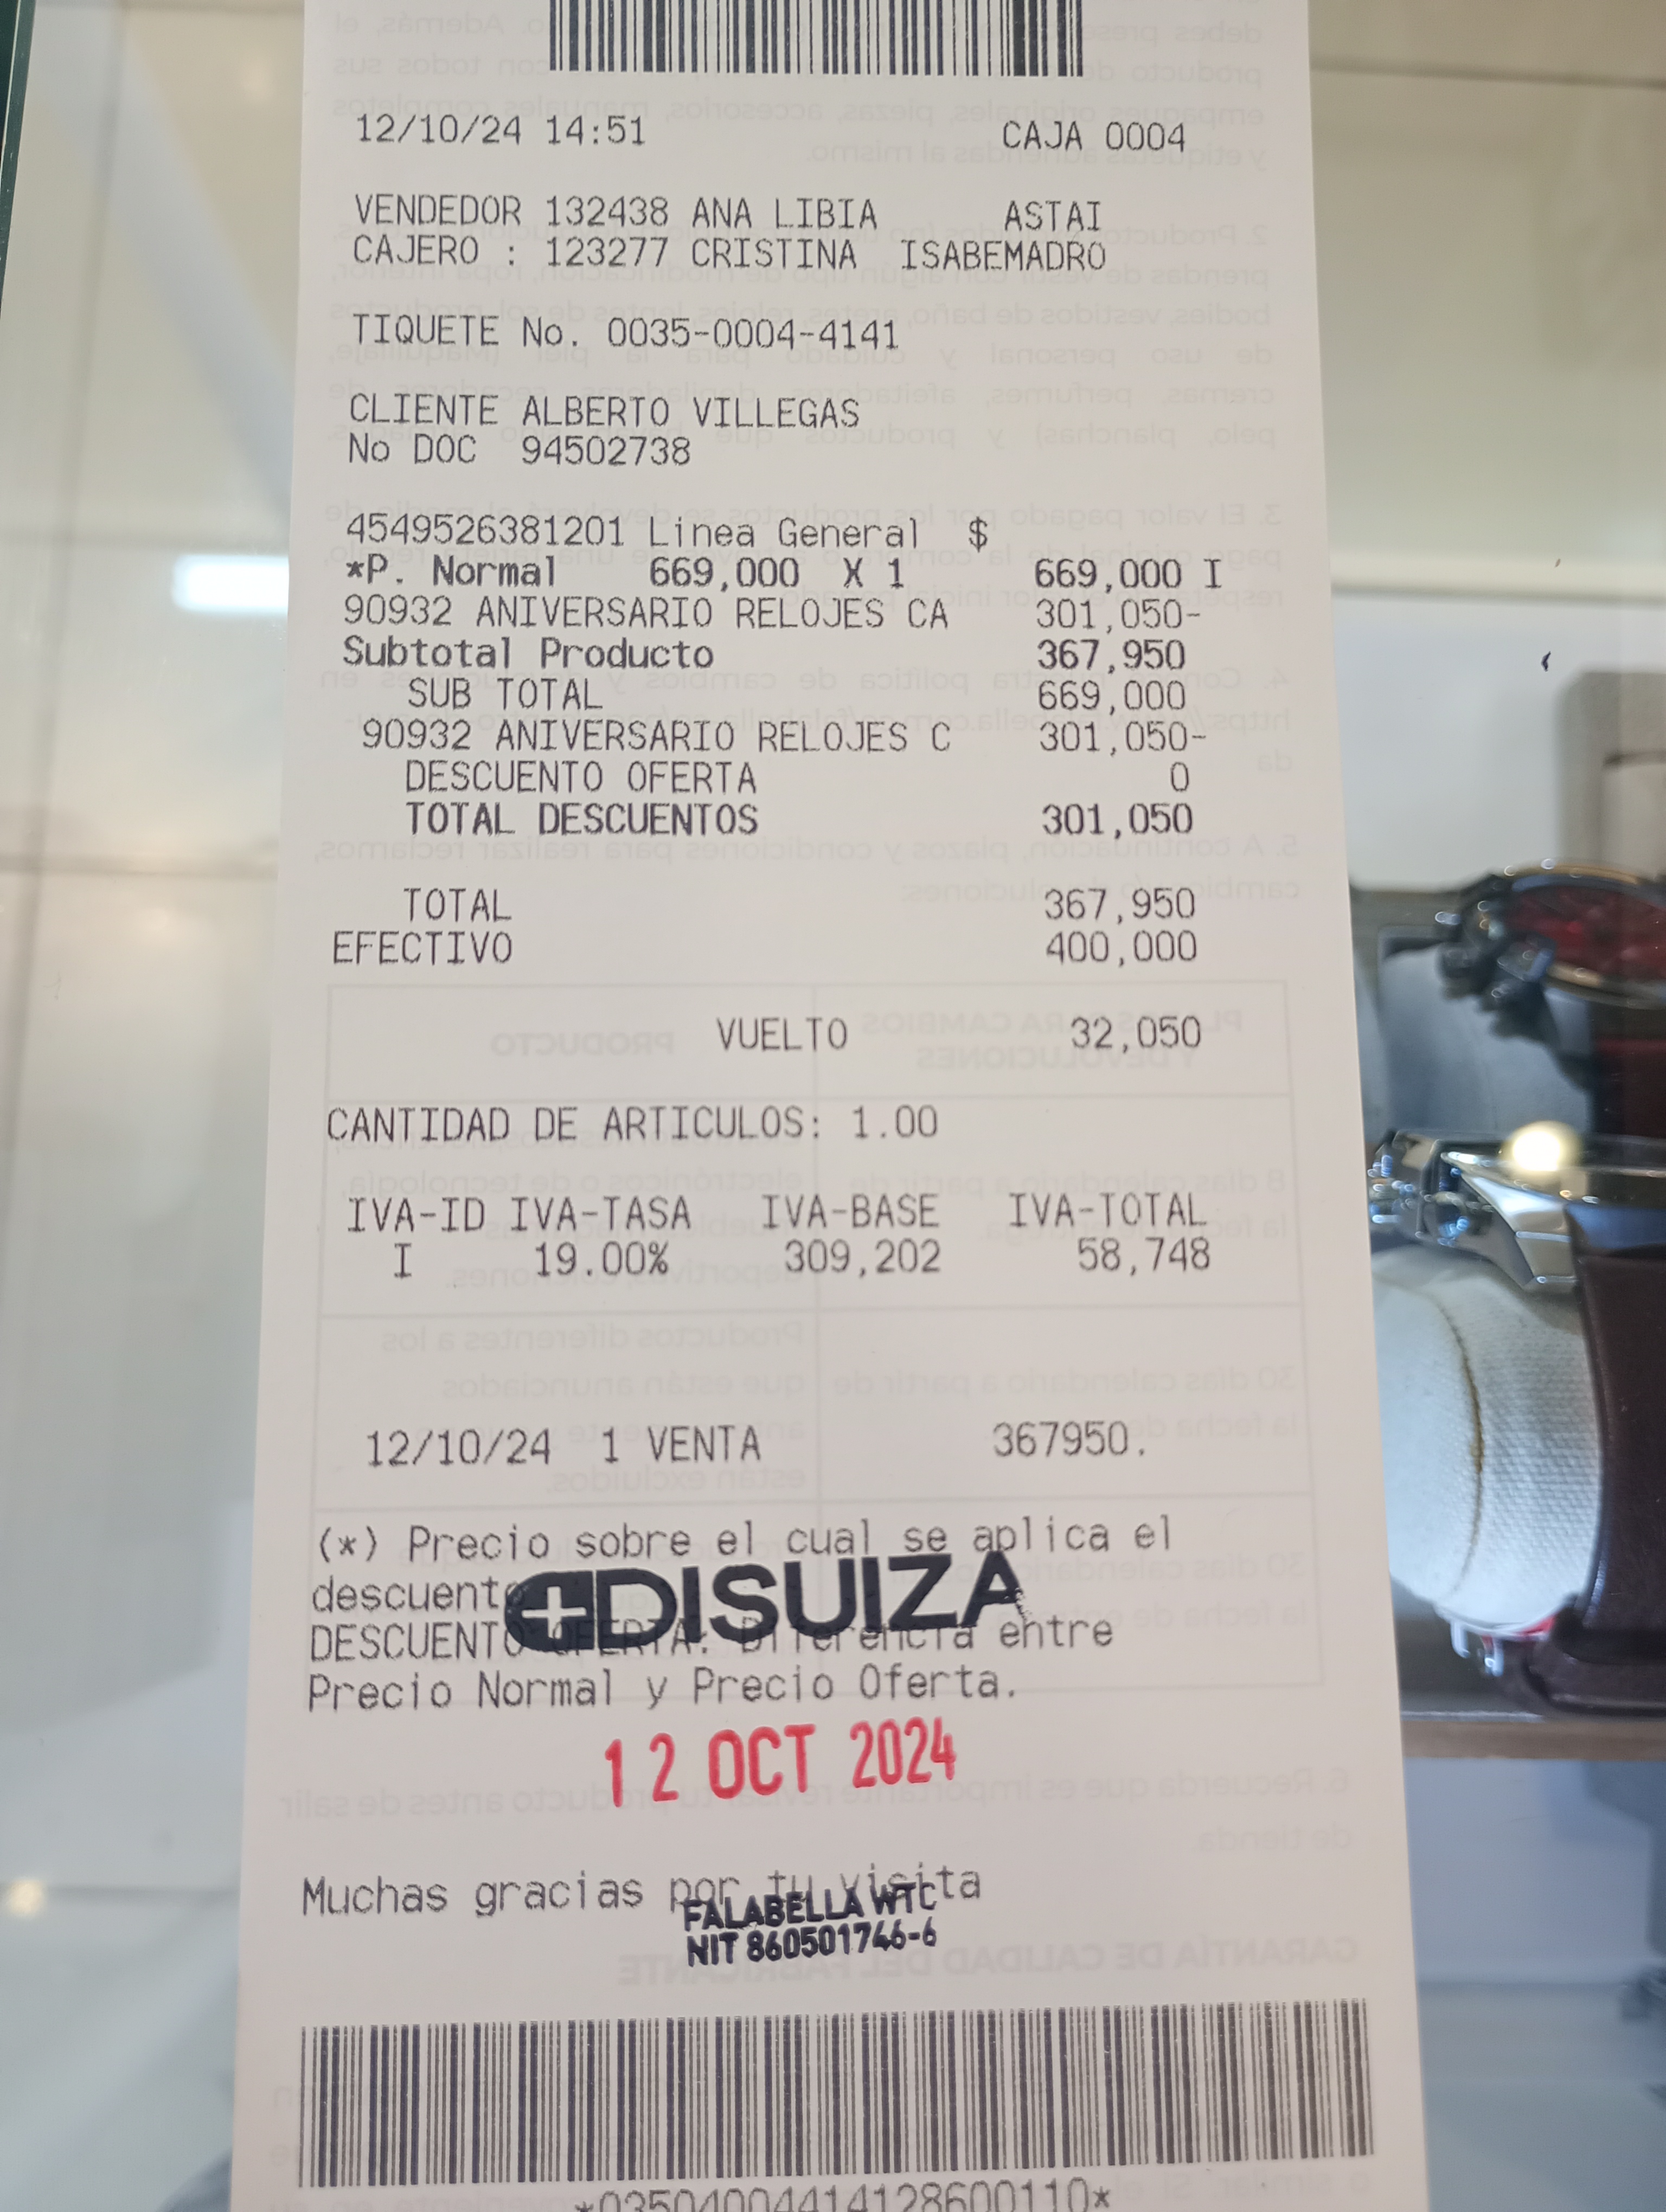 12/10/24 14:51 CAJA 0004
VENDEDOR 132438 ANA LIBIA ASTAI
CAJERO : 123277 CRISTINA ISABEMADRO
TIQUETE No. 0035-0004-4141
CLIENTE ALBERTO VILLEGAS
No DOC 94502738
4549526381201 Linea General $
*P. Normal 669,000 X 1 669,000 I
90932 ANIVERSARIO RELOJES CA 301,050-
Subtotal Producto 367,950
SUB TOTAL 669,000
90932 ANIVERSARIO RELOJES C 301,050-
DESCUENTO OFERTA 0
TOTAL DESCUENTOS 301,050
TOTAL 367,950
EFECTIVO 400,000
VUELTO 32,050
CANTIDAD DE ARTICULOS: 1.00
IVA-ID IVA-TASA IVA-BASE IVA-TOTAL
I 19.00% 309,202 58,748
12/10/24 1 VENTA 367950.
(*) Precio sobre el cual se aplica el
descuento
DISUIZA
DESCUENTO OFERTA: Diferencia entre
Precio Normal y Precio Oferta.
12 OCT 2024
Muchas gracias por tu visita
FALABELLA WTC
NIT 860501746-6
*03504004414128600110*